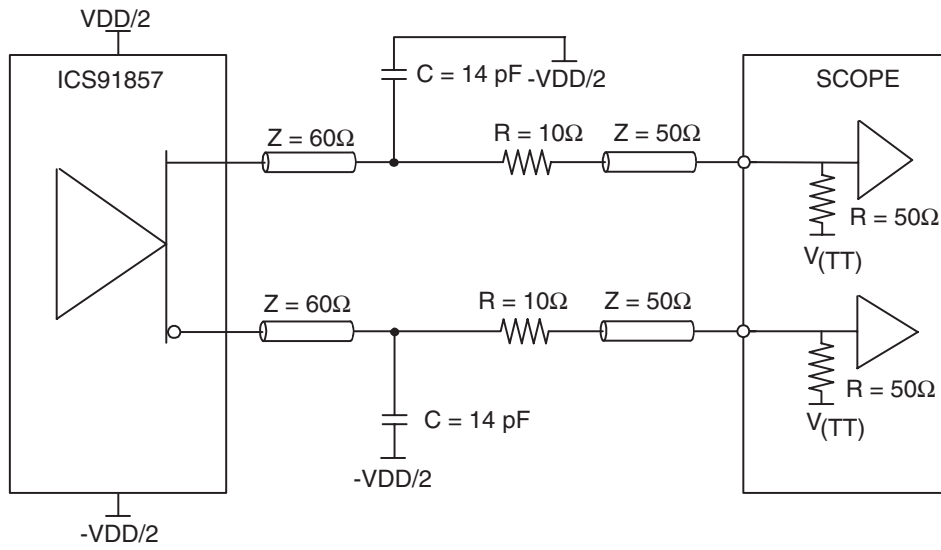 VDD/2
ICS91857
C = 14 pF
-VDD/2
SCOPE
Z = 60Ω
R = 10Ω
Z = 50Ω
R = 50Ω
V(TT)
Z = 60Ω
R = 10Ω
Z = 50Ω
R = 50Ω
V(TT)
C = 14 pF
-VDD/2
-VDD/2